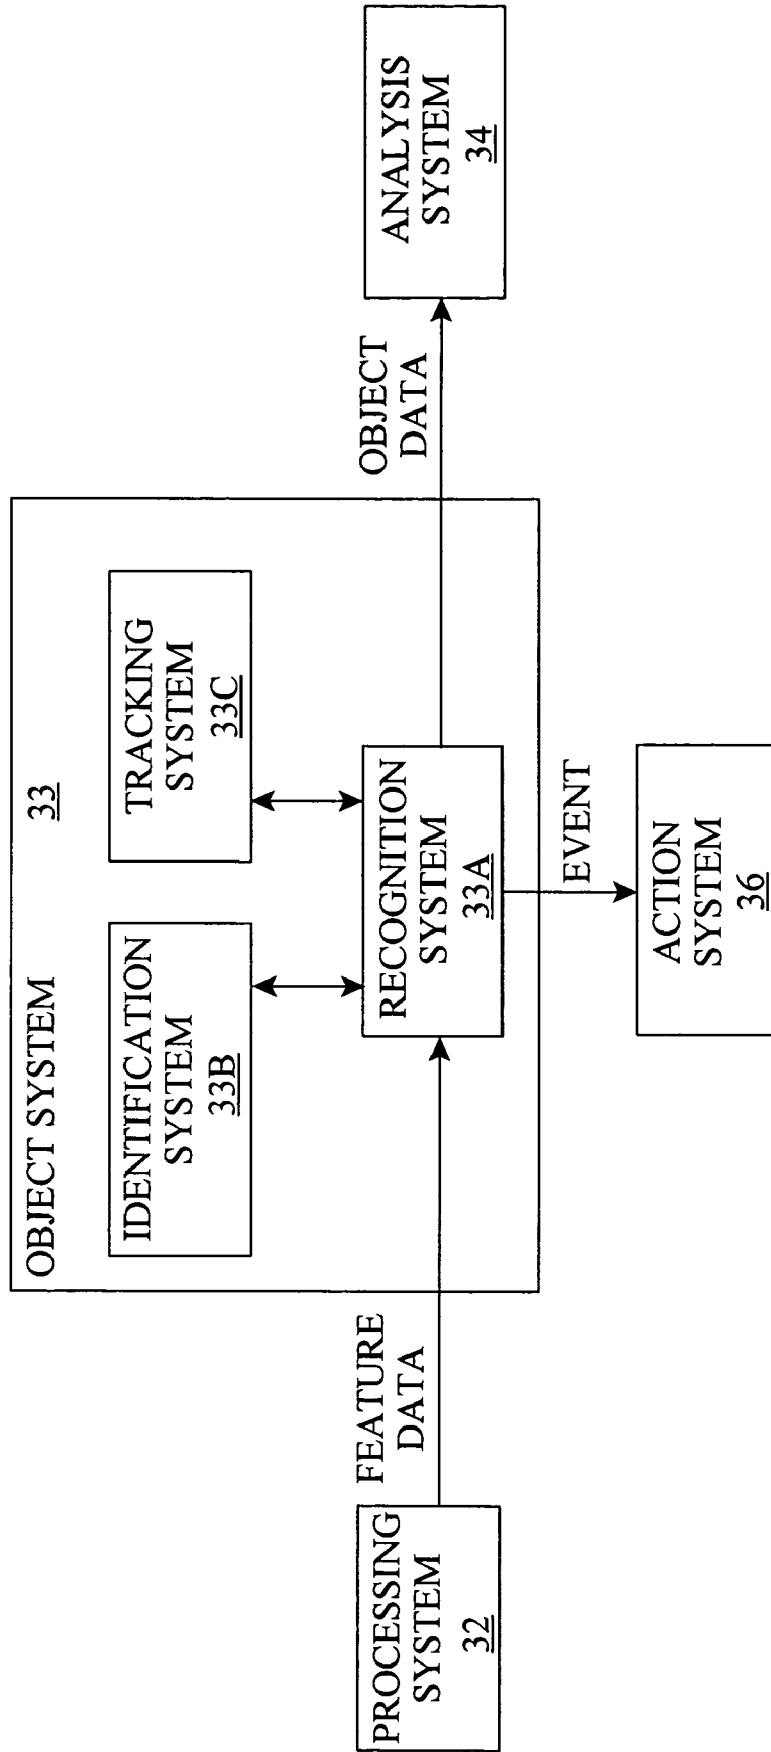 OBJECT SYSTEM
33
IDENTIFICATION
SYSTEM
33B
TRACKING
SYSTEM
33C
PROCESSING
SYSTEM
32
FEATURE
DATA
RECOGNITION
SYSTEM
33A
OBJECT
DATA
ANALYSIS
SYSTEM
34
EVENT
ACTION
SYSTEM
36